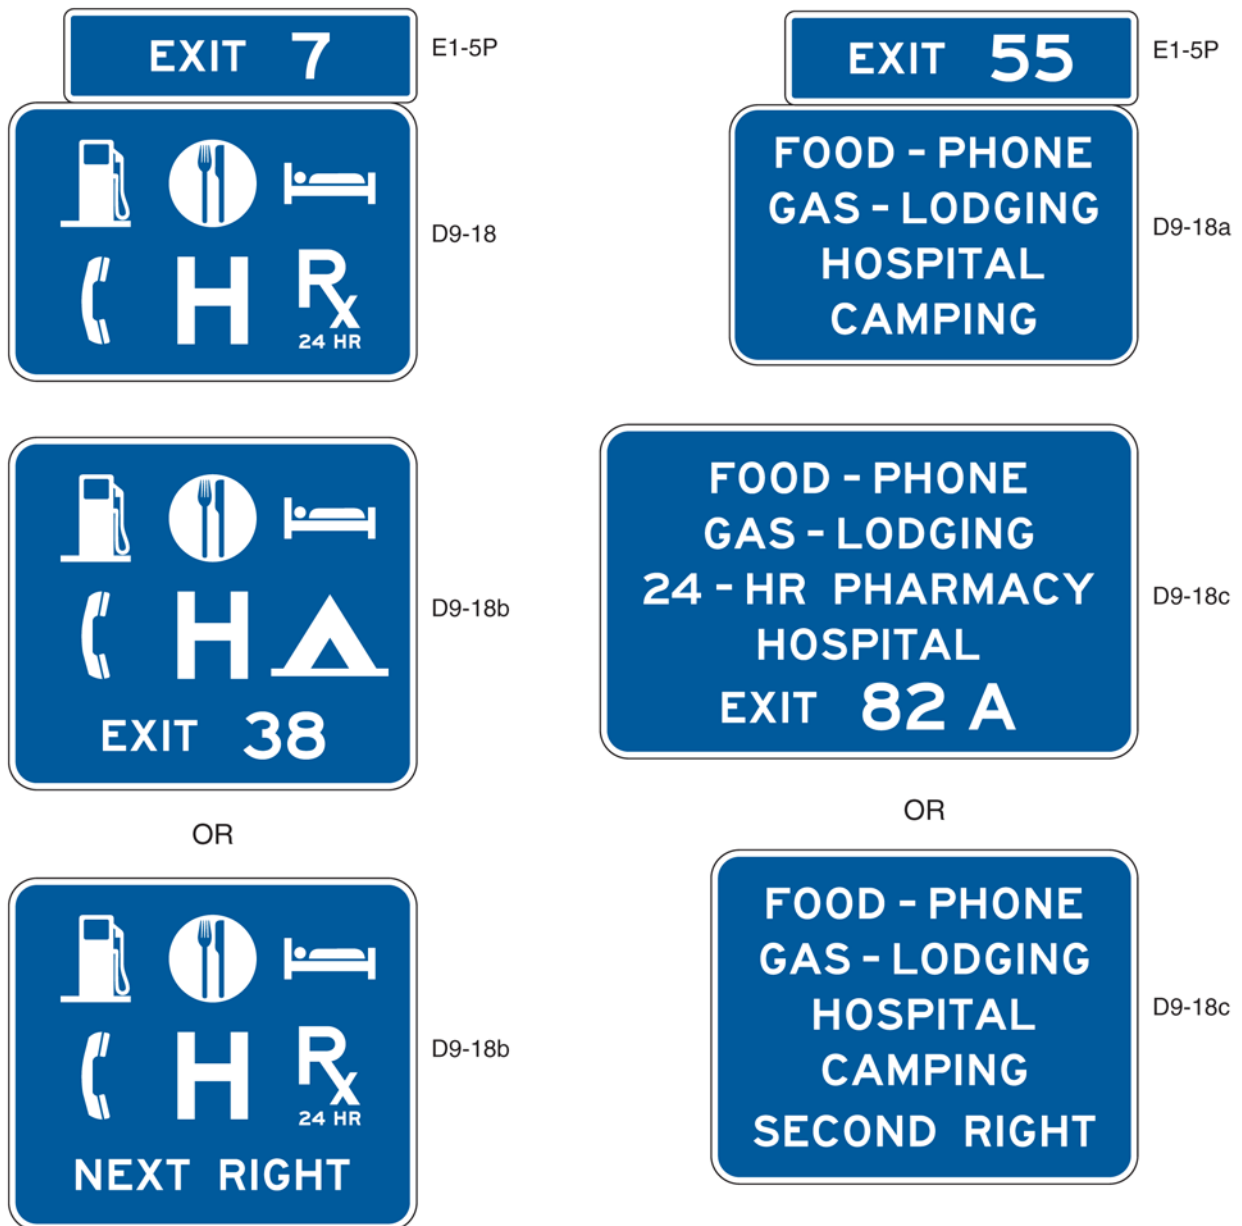 EXIT 7
E1-5P
H
Rx
24 HR
D9-18
H
EXIT 38
D9-18b
OR
H
Rx
24 HR
NEXT RIGHT
D9-18b
EXIT 55
E1-5P
FOOD - PHONE
GAS - LODGING
HOSPITAL
CAMPING
D9-18a
FOOD - PHONE
GAS - LODGING
24 - HR PHARMACY
HOSPITAL
EXIT 82 A
D9-18c
OR
FOOD - PHONE
GAS - LODGING
HOSPITAL
CAMPING
SECOND RIGHT
D9-18c